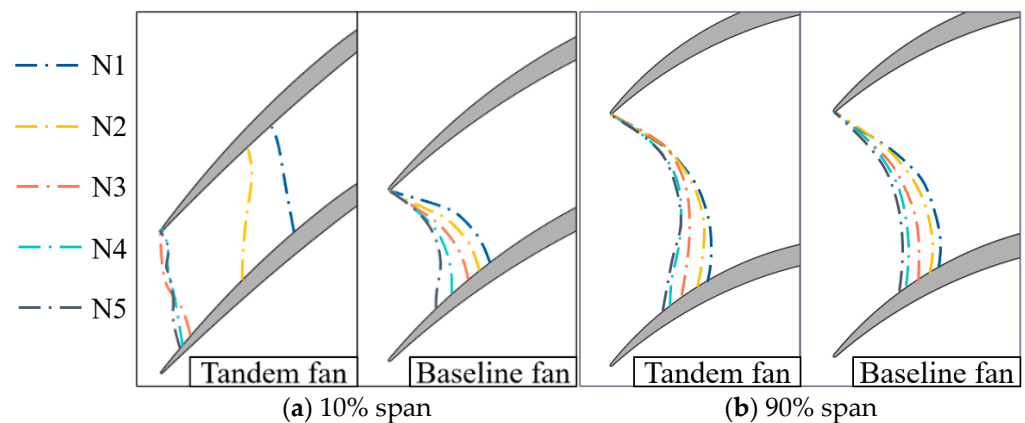 N1
N2
N3
N4
N5
Tandem fan
Baseline fan
Tandem fan
Baseline fan
(a) 10% span
(b) 90% span